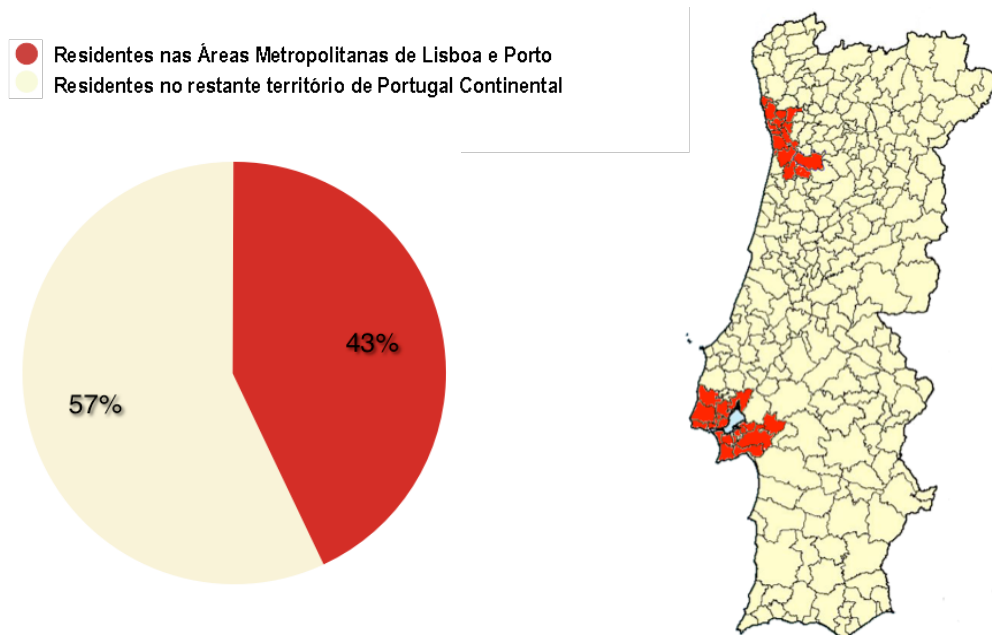 Residentes nas Áreas Metropolitanas de Lisboa e Porto
Residentes no restante território de Portugal Continental
43%
57%